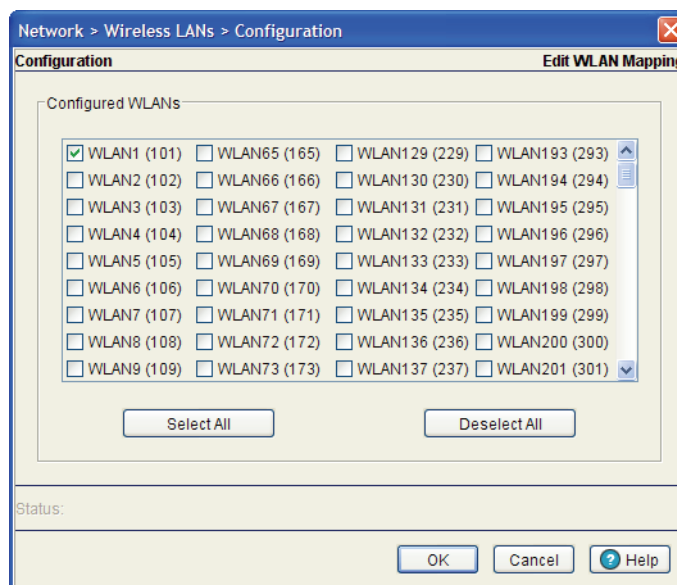 Network > Wireless LANs > Configuration
Configuration Edit WLAN Mapping
Configured WLANs
WLAN1 (101) WLAN65 (165) WLAN129 (229) WLAN193 (293)
WLAN2 (102) WLAN66 (166) WLAN130 (230) WLAN194 (294)
WLAN3 (103) WLAN67 (167) WLAN131 (231) WLAN195 (295)
WLAN4 (104) WLAN68 (168) WLAN132 (232) WLAN196 (296)
WLAN5 (105) WLAN69 (169) WLAN133 (233) WLAN197 (297)
WLAN6 (106) WLAN70 (170) WLAN134 (234) WLAN198 (298)
WLAN7 (107) WLAN71 (171) WLAN135 (235) WLAN199 (299)
WLAN8 (108) WLAN72 (172) WLAN136 (236) WLAN200 (300)
WLAN9 (109) WLAN73 (173) WLAN137 (237) WLAN201 (301)
Select All Deselect All
Status:
OK Cancel ? Help